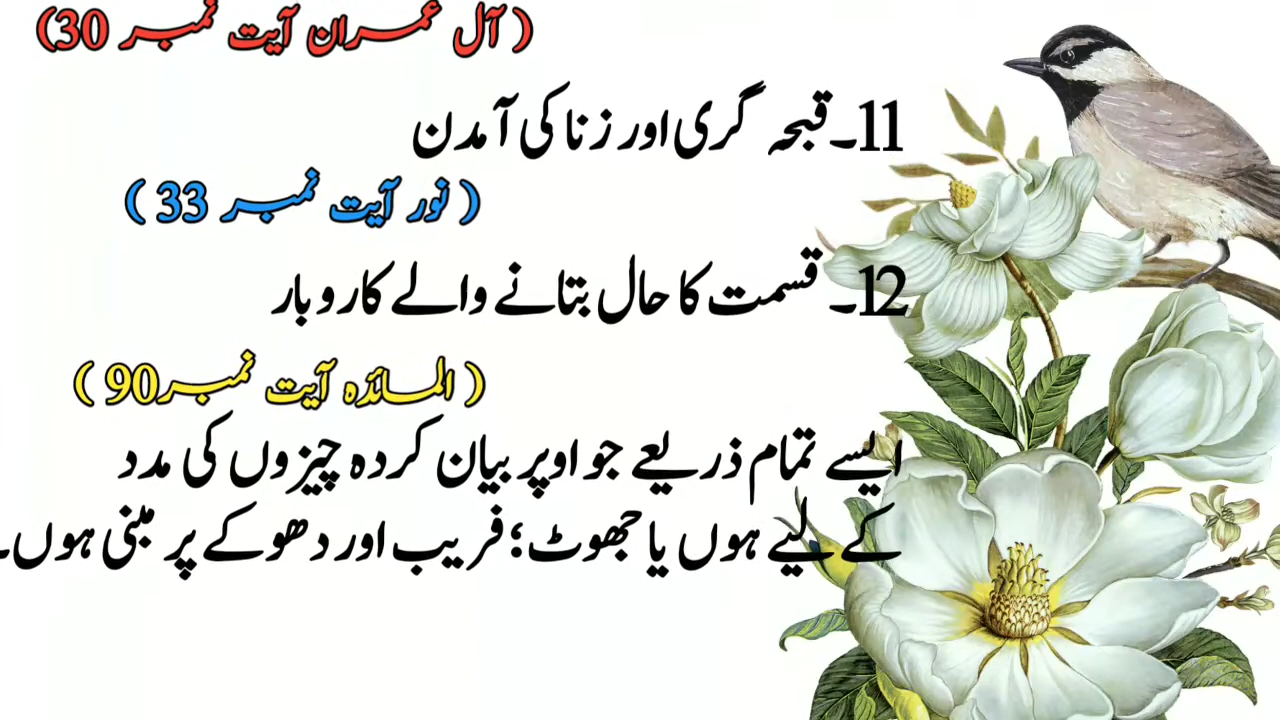 ( آل عمران آیت نمبر 30)
11۔ قبحہ گری اور زنا کی آمدن
( نور آیت نمبر 33 )
12۔ قسمت کا حال بتانے والے کاروبار
( المائدہ آیت نمبر90 )
ایسے تمام ذریعے جو اوپر بیان کردہ چیزوں کی مدد
کے لیے ہوں یا جھوٹ؛ فریب اور دھوکے پر مبنی ہوں۔